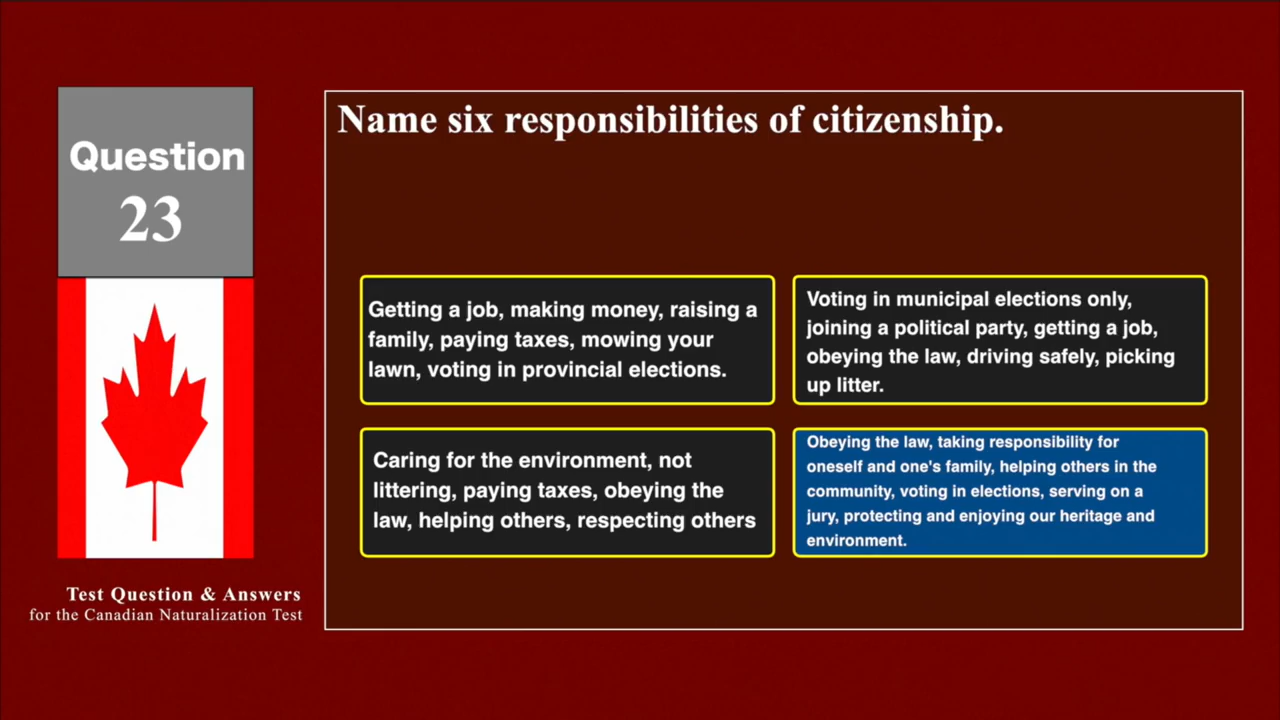 Question
23
Test Question & Answers
for the Canadian Naturalization Test
Name six responsibilities of citizenship.
Getting a job, making money, raising a
family, paying taxes, mowing your
lawn, voting in provincial elections.
Voting in municipal elections only,
joining a political party, getting a job,
obeying the law, driving safely, picking
up litter.
Caring for the environment, not
littering, paying taxes, obeying the
law, helping others, respecting others
Obeying the law, taking responsibility for
oneself and one's family, helping others in the
community, voting in elections, serving on a
jury, protecting and enjoying our heritage and
environment.